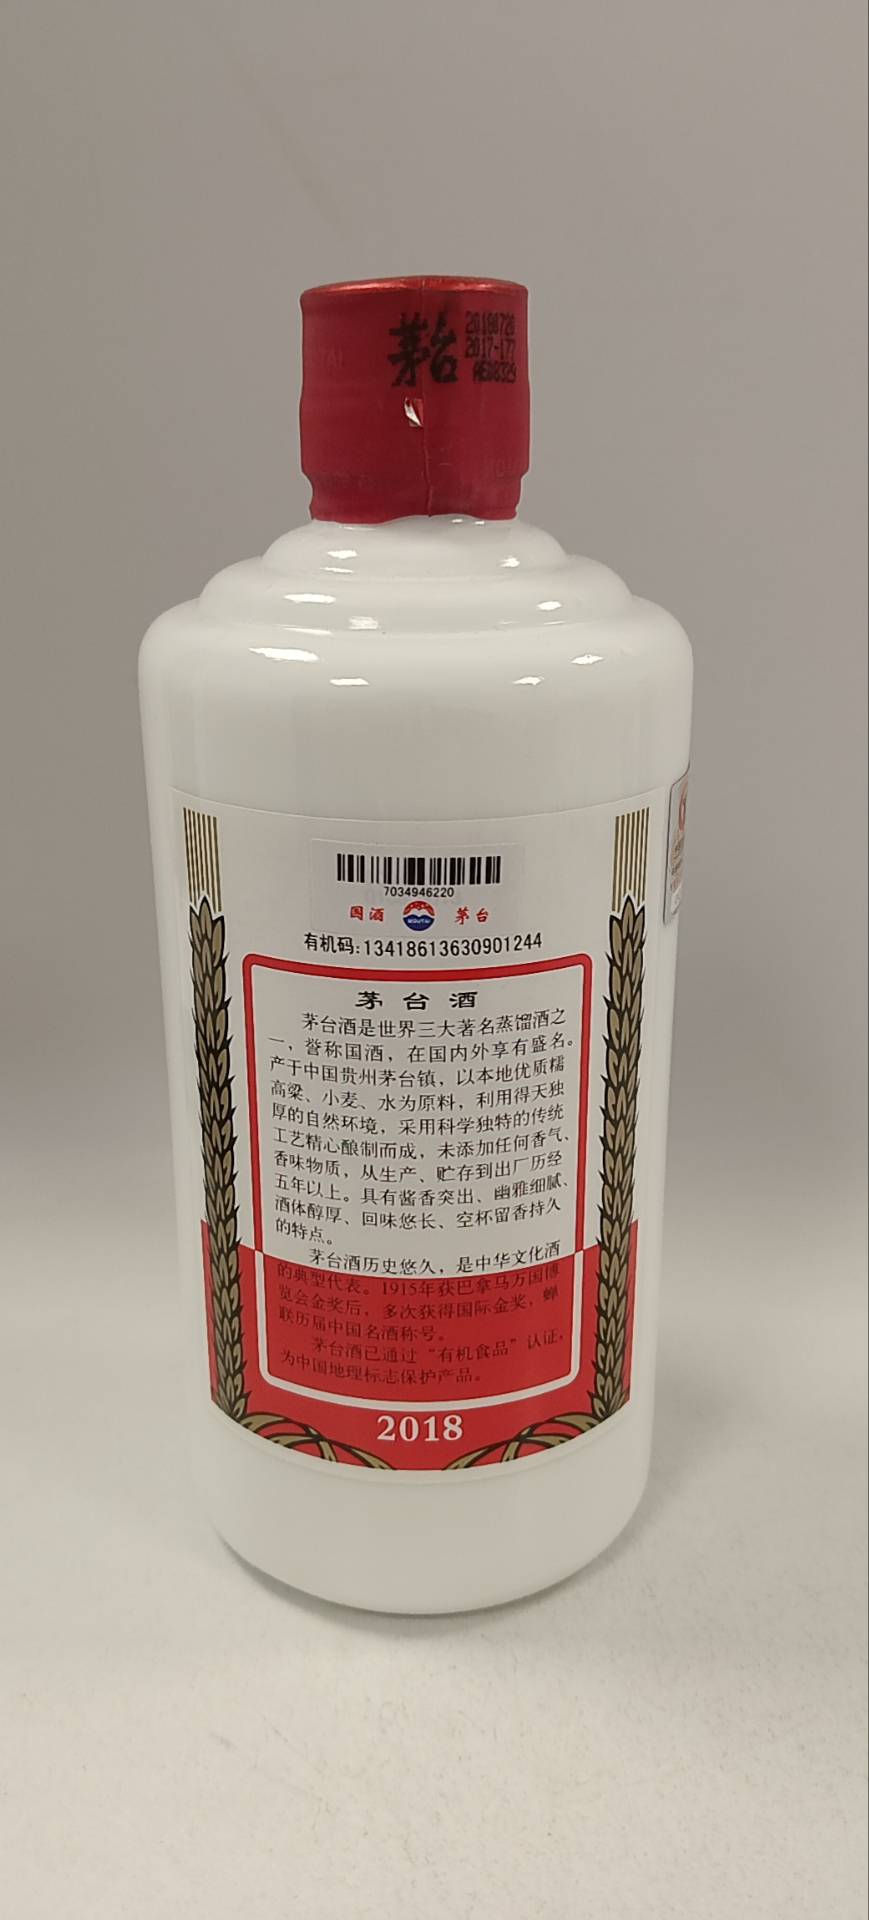 茅台
20180720
2017-177
7034946220
国酒 MOUTAI 茅台
有机码:13418613630901244
茅台酒
茅台酒是世界三大著名蒸馏酒之
一，誉称国酒，在国内外享有盛名。
产于中国贵州茅台镇，以本地优质糯
高粱、小麦、水为原料，利用得天独
厚的自然环境，采用科学独特的传统
工艺精心酿制而成，未添加任何香气、
香味物质，从生产、贮存到出厂历经
五年以上。具有酱香突出、幽雅细腻、
酒体醇厚、回味悠长、空杯留香持久
的特点。
茅台酒历史悠久，是中华文化酒
的典型代表。1915年获巴拿马万国博
览会金奖后，多次获得国际金奖，蝉
联历届中国名酒称号。
茅台酒已通过“有机食品”认证，
为中国地理标志保护产品。
2018